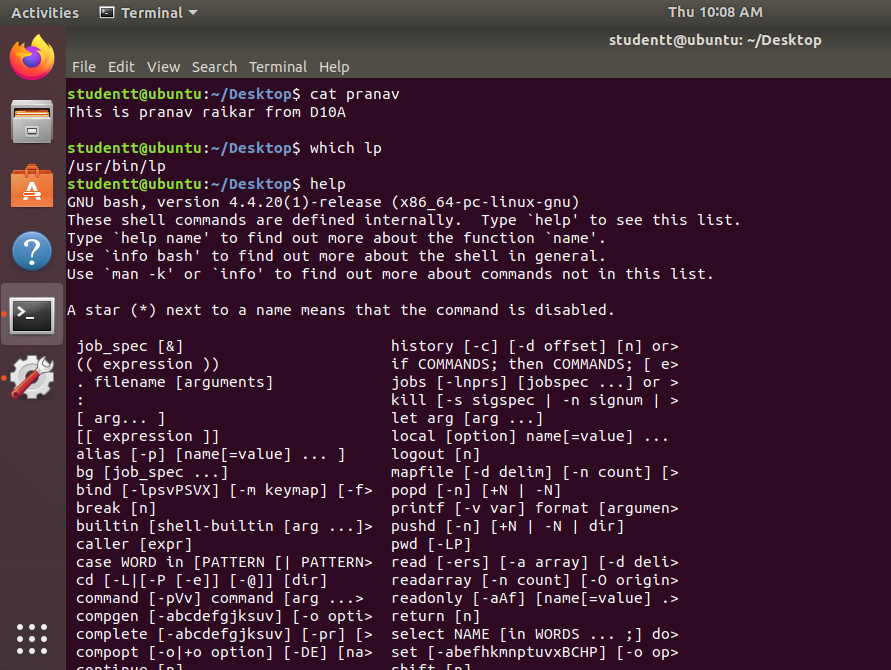 Activities Terminal Thu 10:08 AM
studentt@ubuntu: ~/Desktop
File Edit View Search Terminal Help
studentt@ubuntu:~/Desktop$ cat pranav
This is pranav raikar from D10A
studentt@ubuntu:~/Desktop$ which lp
/usr/bin/lp
studentt@ubuntu:~/Desktop$ help
GNU bash, version 4.4.20(1)-release (x86_64-pc-linux-gnu)
These shell commands are defined internally.  Type `help' to see this list.
Type `help name' to find out more about the function `name'.
Use `info bash' to find out more about the shell in general.
Use `man -k' or `info' to find out more about commands not in this list.
A star (*) next to a name means that the command is disabled.
job_spec [&] history [-c] [-d offset] [n] or>
(( expression )) if COMMANDS; then COMMANDS; [ e>
. filename [arguments] jobs [-lnprs] [jobspec ...] or >
: kill [-s sigspec | -n signum | >
[ arg... ] let arg [arg ...]
[[ expression ]] local [option] name[=value] ...
alias [-p] [name[=value] ... ] logout [n]
bg [job_spec ...] mapfile [-d delim] [-n count] [>
bind [-lpsvPSVX] [-m keymap] [-f> popd [-n] [+N | -N]
break [n] printf [-v var] format [argumen>
builtin [shell-builtin [arg ...]> pushd [-n] [+N | -N | dir]
caller [expr] pwd [-LP]
case WORD in [PATTERN [| PATTERN> read [-ers] [-a array] [-d deli>
cd [-L|[-P [-e]] [-@]] [dir] readarray [-n count] [-O origin>
command [-pVv] command [arg ...> readonly [-aAf] [name[=value] .>
compgen [-abcdefgjksuv] [-o opti> return [n]
complete [-abcdefgjksuv] [-pr] [> select NAME [in WORDS ... ;] do>
compopt [-o|+o option] [-DE] [na> set [-abefhkmnptuvxBCHP] [-o op>
continue [n] shift [n]